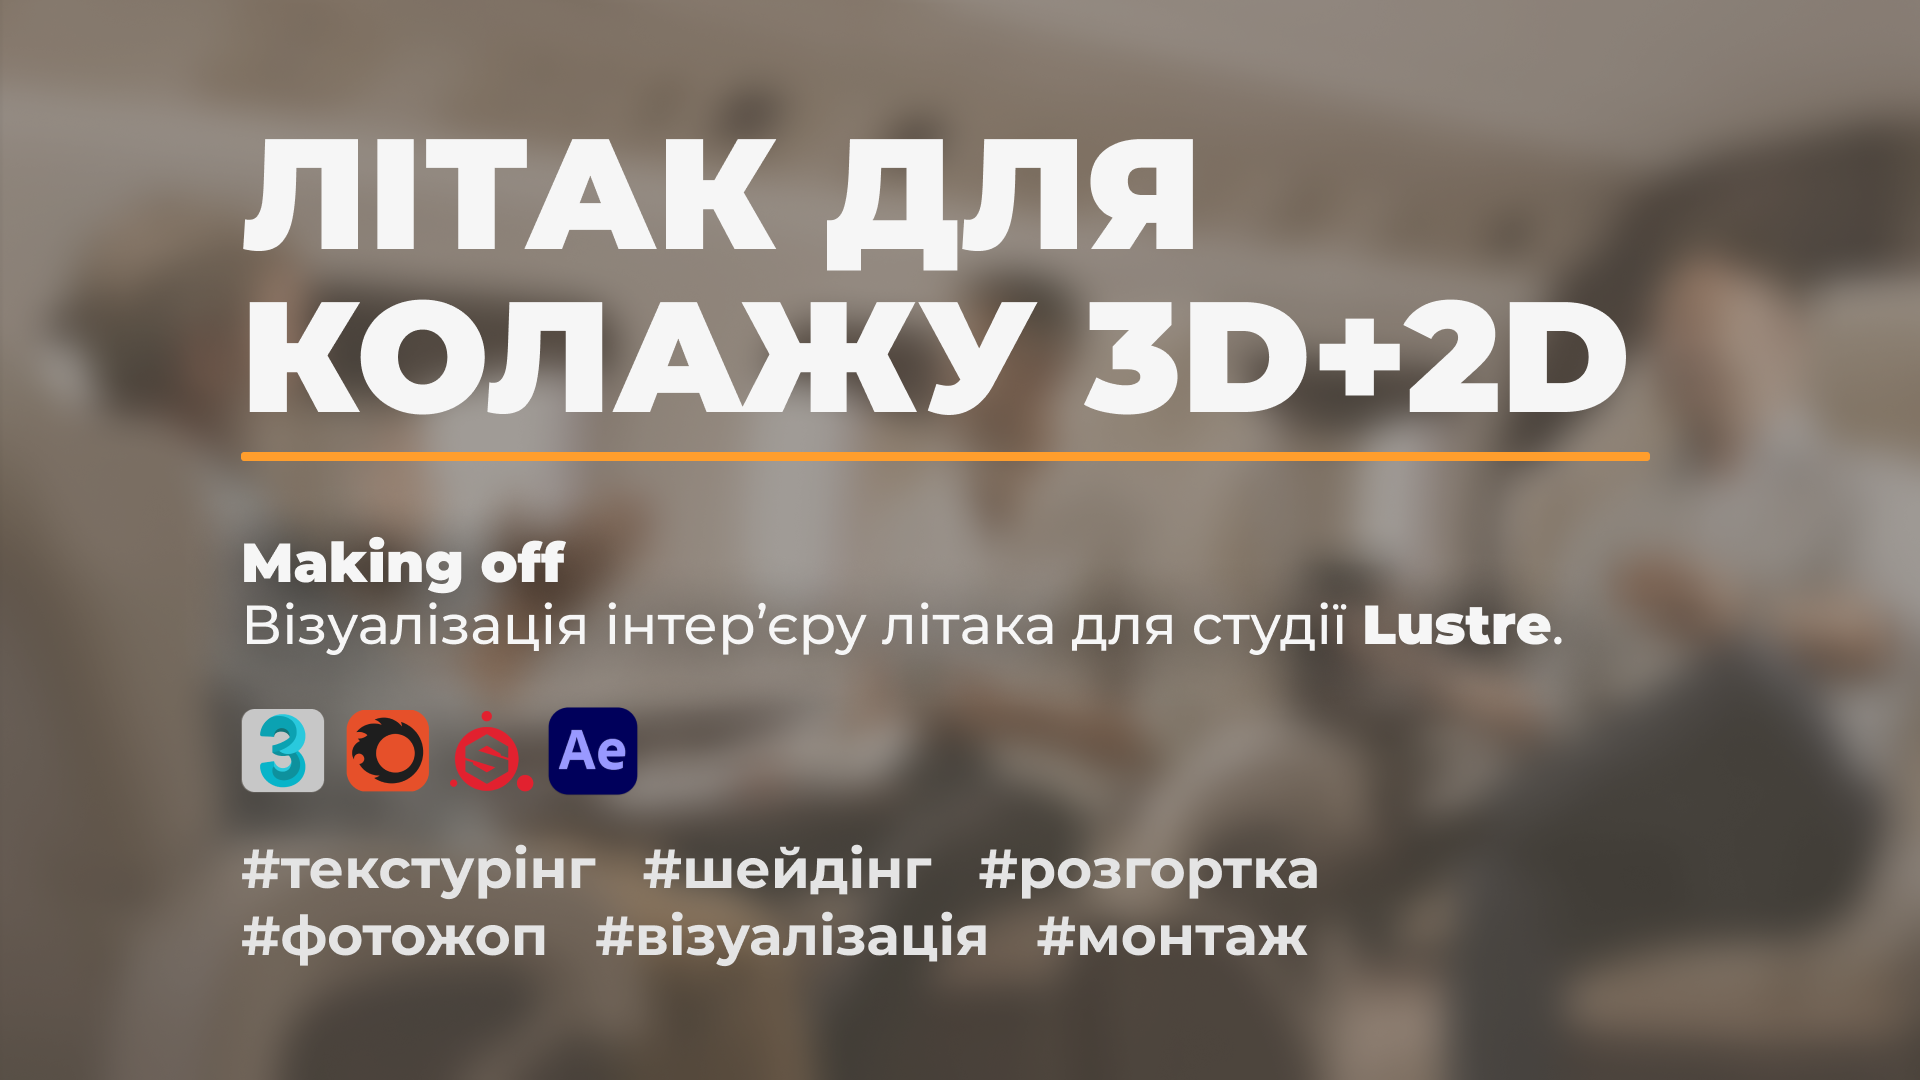 ЛІТАК ДЛЯ
КОЛАЖУ 3D+2D
Making off
Візуалізація інтер’єру літака для студії Lustre.
3 Ae
#текстурінг #шейдінг #розгортка
#фотожоп #візуалізація #монтаж